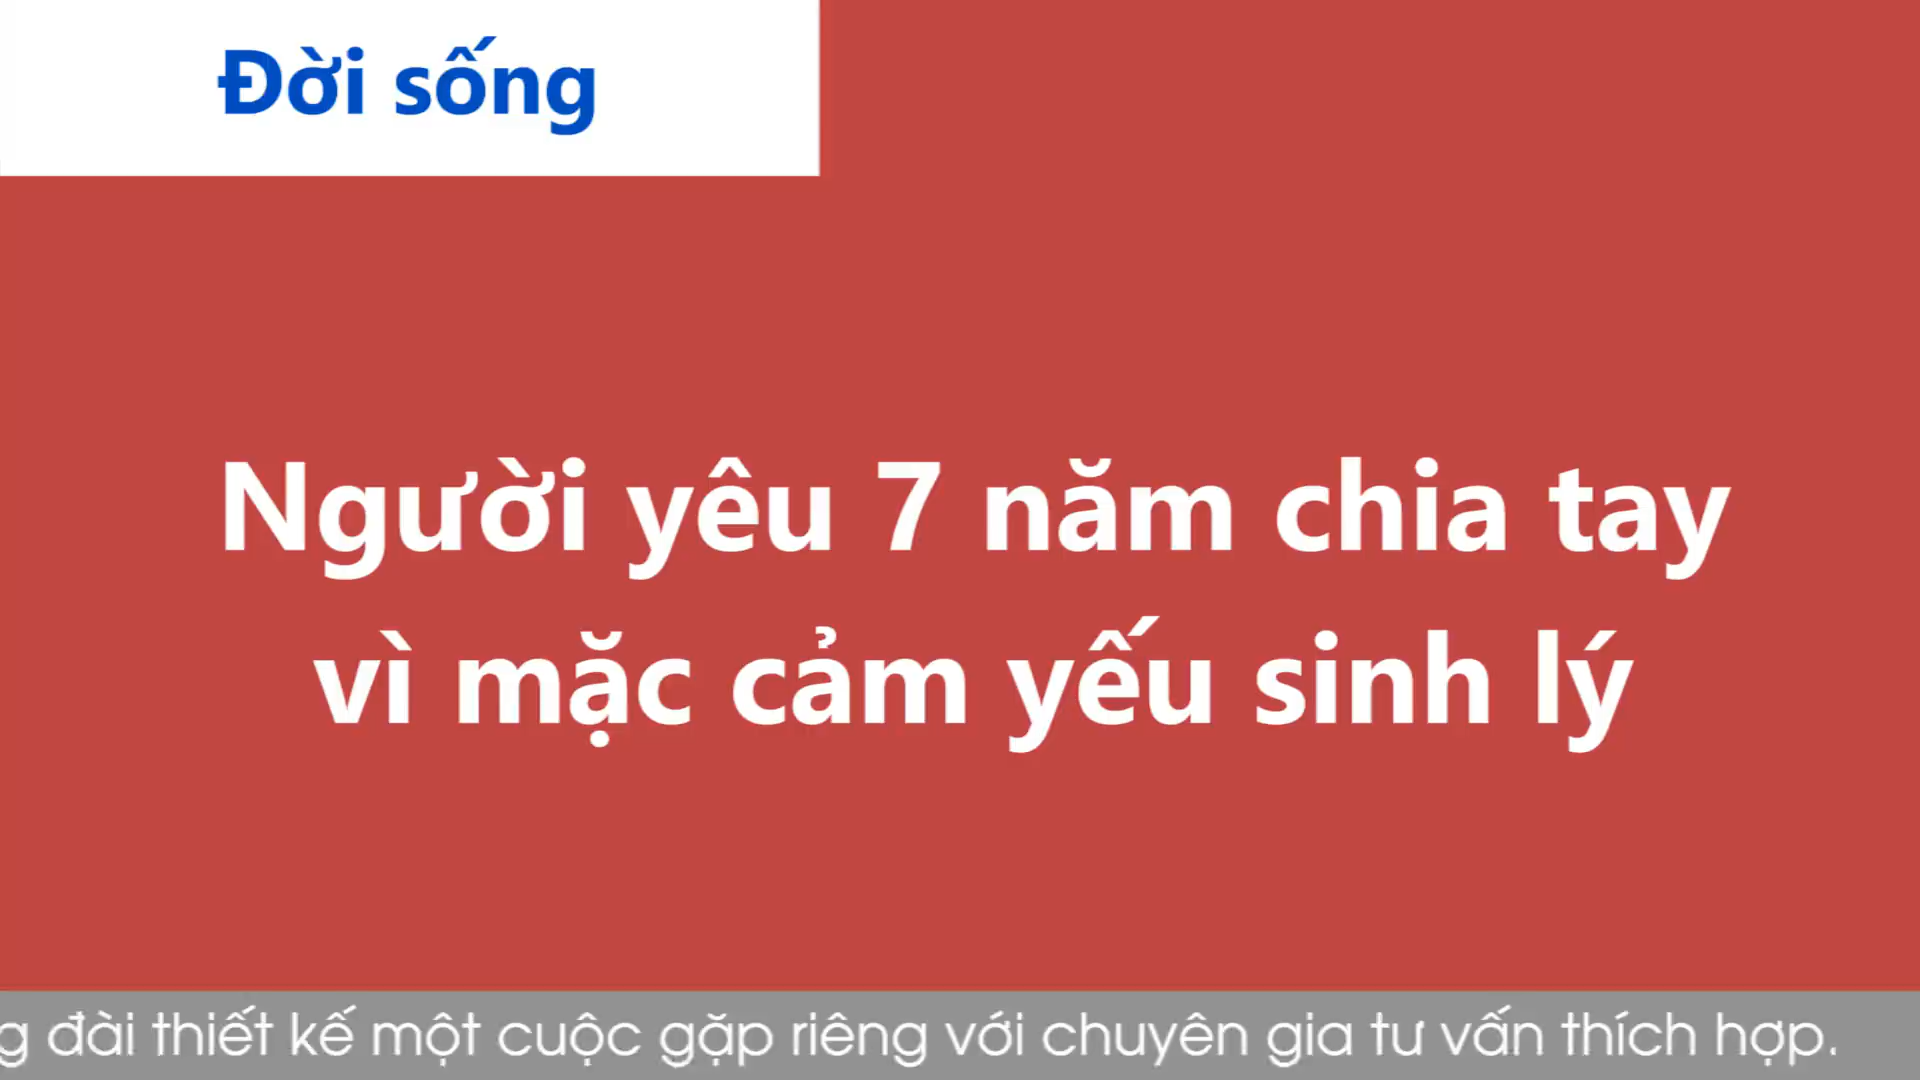 Đời sống
Người yêu 7 năm chia tay
vì mặc cảm yếu sinh lý
đài thiết kế một cuộc gặp riêng với chuyên gia tư vấn thích hợp.